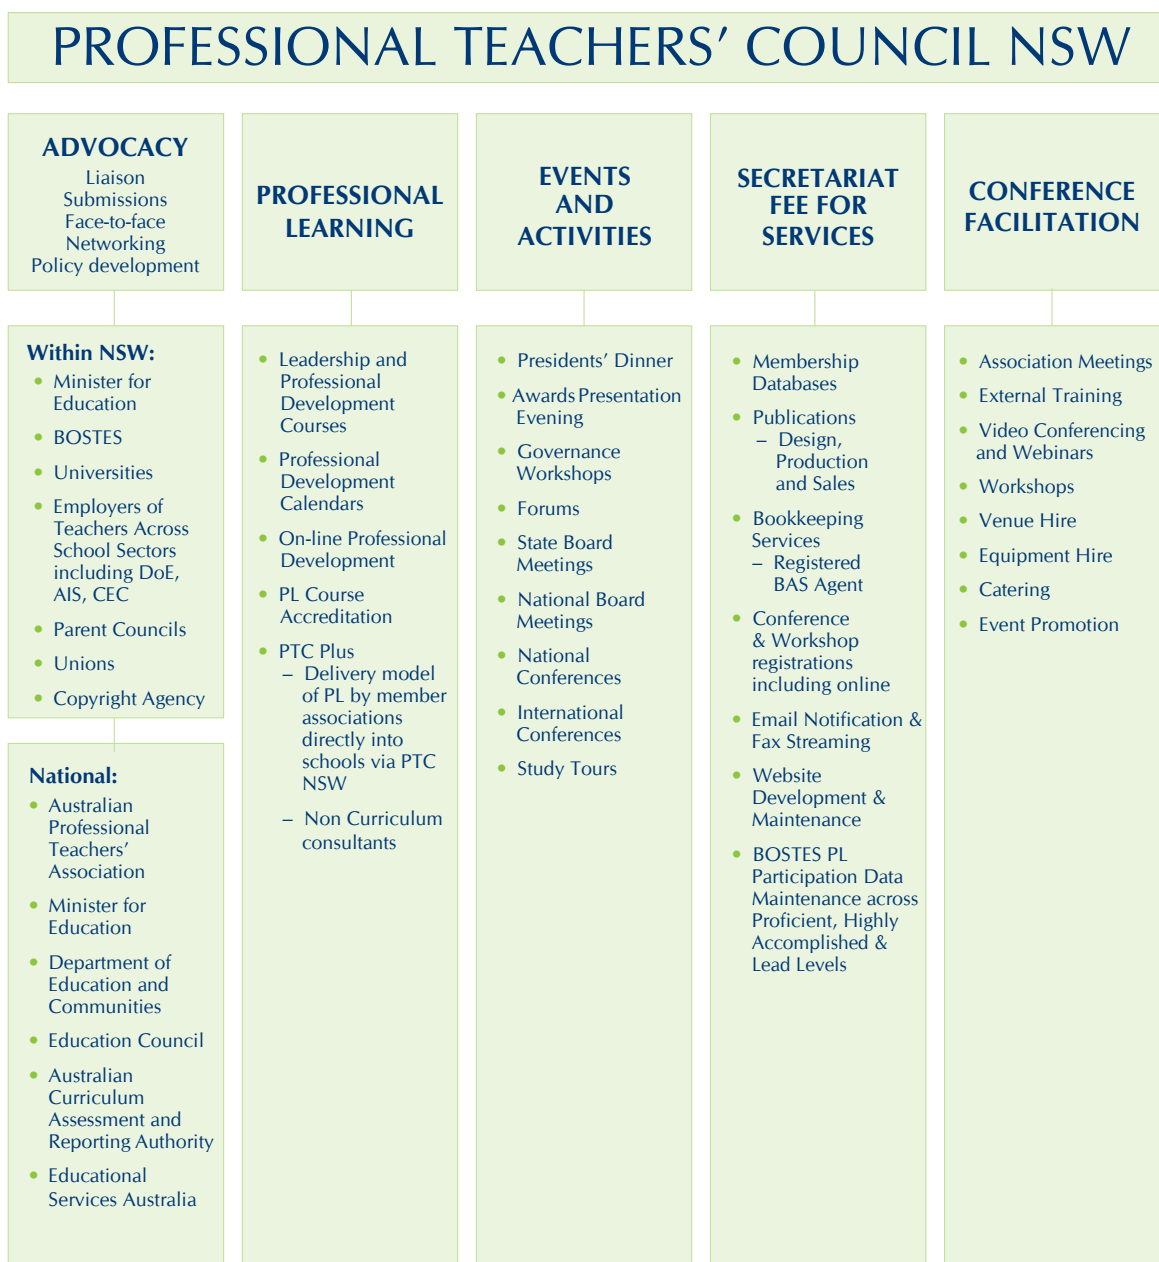 PROFESSIONAL TEACHERS’ COUNCIL NSW
ADVOCACY
Liaison
Submissions
Face-to-face
Networking
Policy development
Within NSW:
• Minister for
Education
• BOSTES
• Universities
• Employers of
Teachers Across
School Sectors
including DoE,
AIS, CEC
• Parent Councils
• Unions
• Copyright Agency
National:
• Australian
Professional
Teachers’
Association
• Minister for
Education
• Department of
Education and
Communities
• Education Council
• Australian
Curriculum
Assessment and
Reporting Authority
• Educational
Services Australia
PROFESSIONAL
LEARNING
• Leadership and
Professional
Development
Courses
• Professional
Development
Calendars
• On-line Professional
Development
• PL Course
Accreditation
• PTC Plus
– Delivery model
of PL by member
associations
directly into
schools via PTC
NSW
– Non Curriculum
consultants
EVENTS
AND
ACTIVITIES
• Presidents’ Dinner
• Awards Presentation
Evening
• Governance
Workshops
• Forums
• State Board
Meetings
• National Board
Meetings
• National
Conferences
• International
Conferences
• Study Tours
SECRETARIAT
FEE FOR
SERVICES
• Membership
Databases
• Publications
– Design,
Production
and Sales
• Bookkeeping
Services
– Registered
BAS Agent
• Conference
& Workshop
registrations
including online
• Email Notification &
Fax Streaming
• Website
Development &
Maintenance
• BOSTES PL
Participation Data
Maintenance across
Proficient, Highly
Accomplished &
Lead Levels
CONFERENCE
FACILITATION
• Association Meetings
• External Training
• Video Conferencing
and Webinars
• Workshops
• Venue Hire
• Equipment Hire
• Catering
• Event Promotion